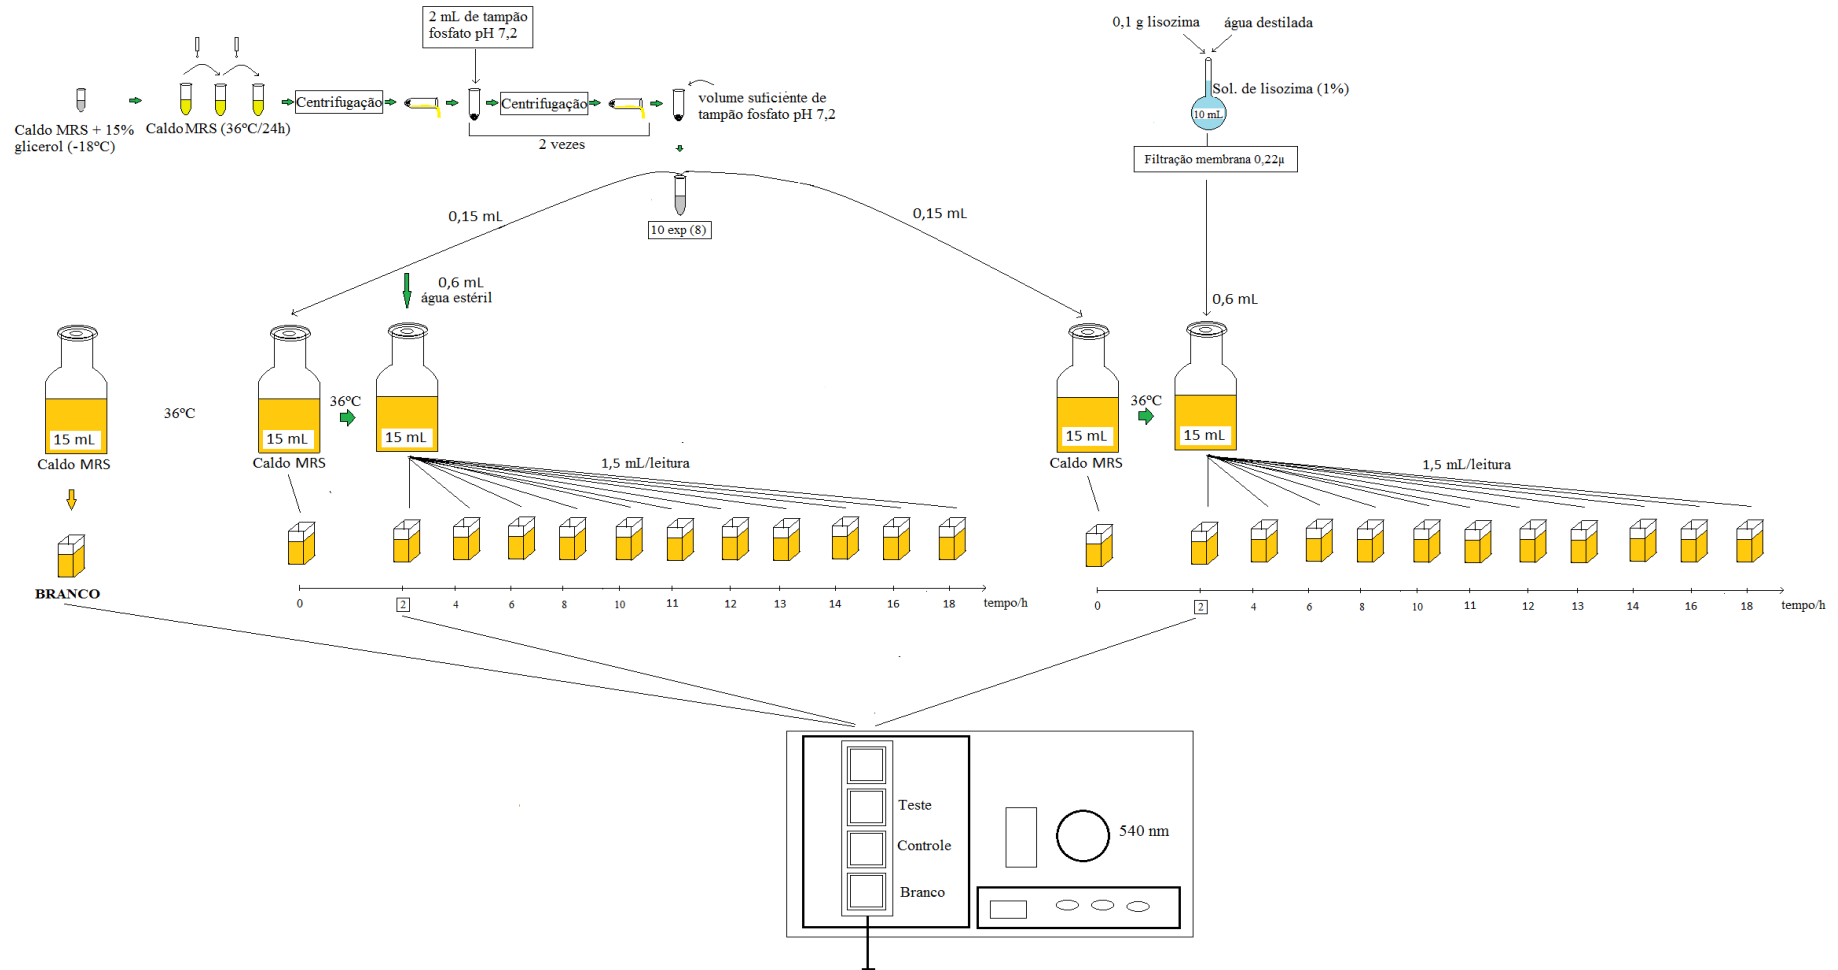 2 mL de tampão
fosfato pH 7,2
0,1 g lisozima
água destilada
Sol. de lisozima (1%)
10 mL
Centrifugação
Centrifugação
volume suficiente de
tampão fosfato pH 7,2
Caldo MRS + 15%
glicerol (-18ºC)
Caldo MRS (36ºC/24h)
2 vezes
Filtração membrana 0,22µ
0,15 mL
0,15 mL
10 exp (8)
0,6 mL
água estéril
0,6 mL
36ºC
36ºC
36ºC
15 mL
15 mL
15 mL
15 mL
15 mL
Caldo MRS
Caldo MRS
1,5 mL/leitura
Caldo MRS
1,5 mL/leitura
BRANCO
0 2 4 6 8 10 11 12 13 14 16 18 tempo/h
0 2 4 6 8 10 11 12 13 14 16 18 tempo/h
Teste
Controle
Branco
540 nm